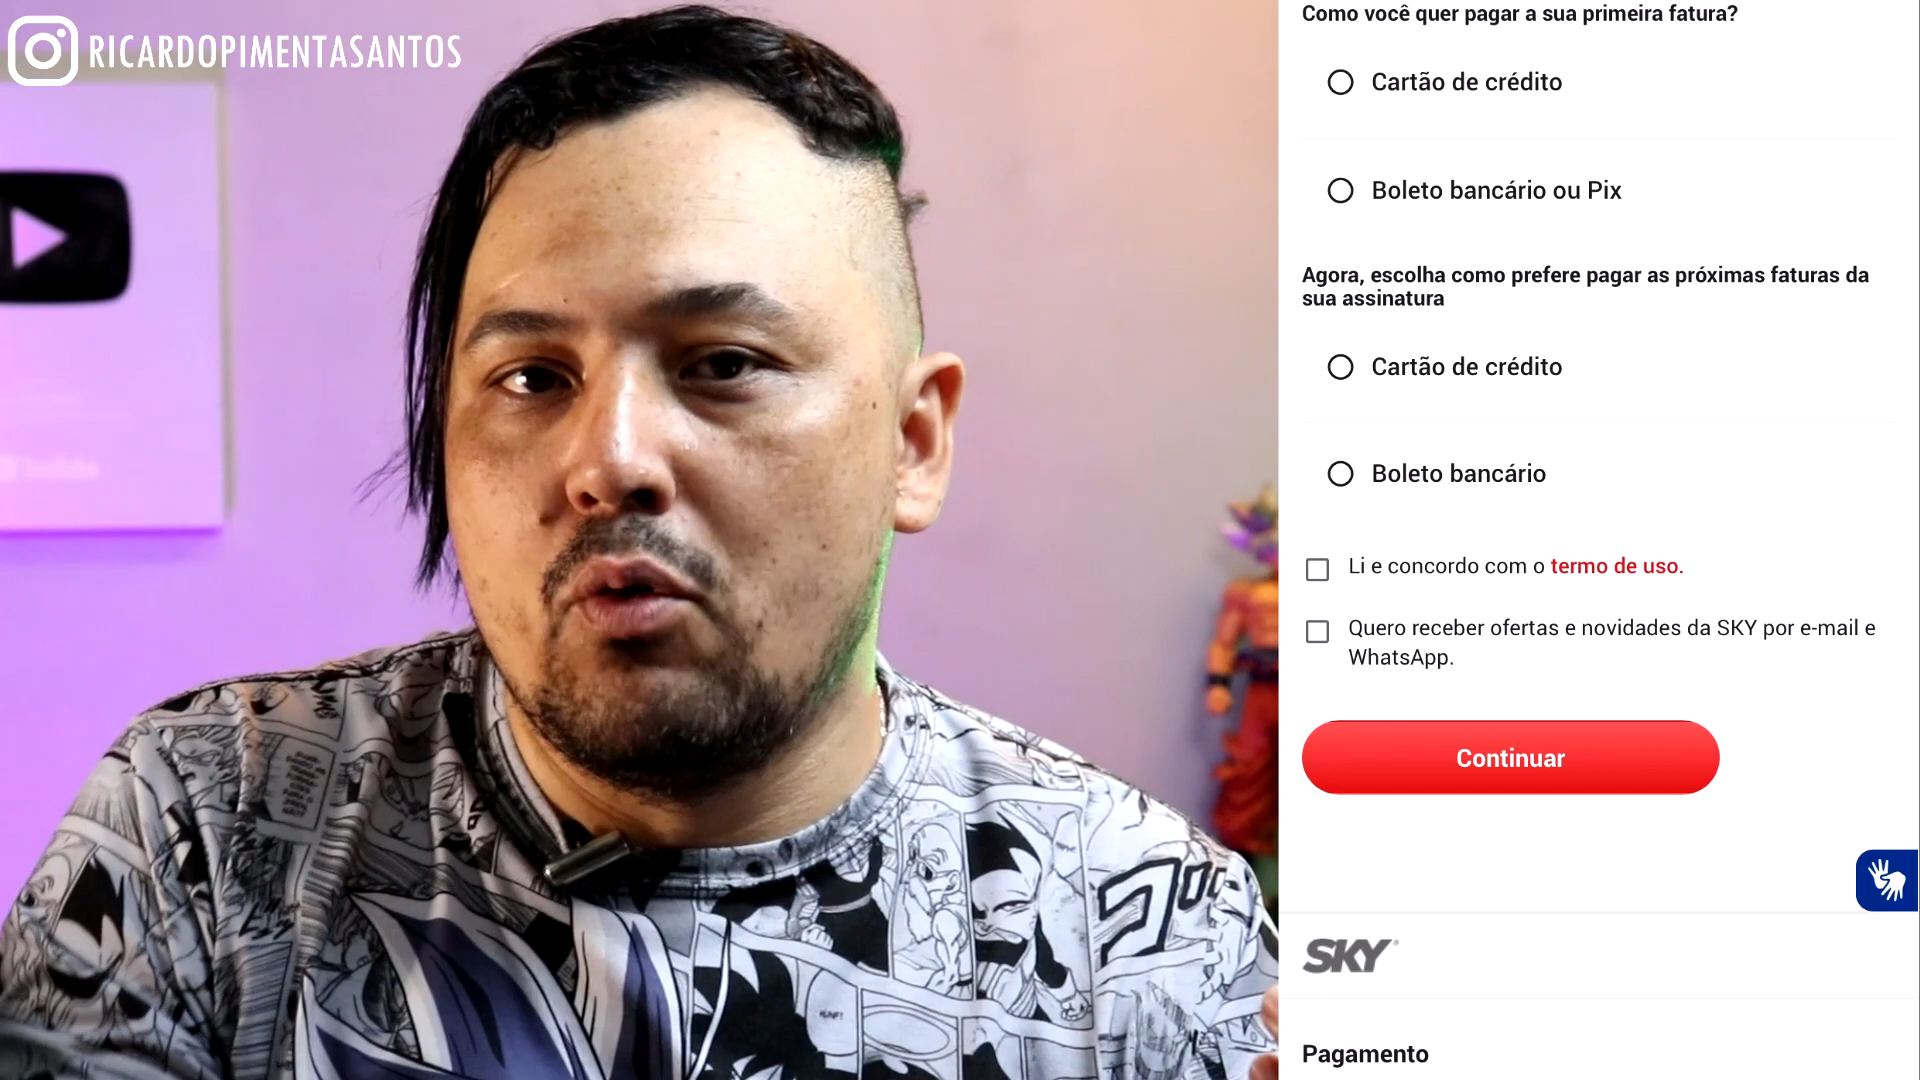 RICARDOPIMENTASANTOS
Como você quer pagar a sua primeira fatura?
Cartão de crédito
Boleto bancário ou Pix
Agora, escolha como prefere pagar as próximas faturas da
sua assinatura
Cartão de crédito
Boleto bancário
Li e concordo com o termo de uso.
Quero receber ofertas e novidades da SKY por e-mail e
WhatsApp.
Continuar
SKY
Pagamento